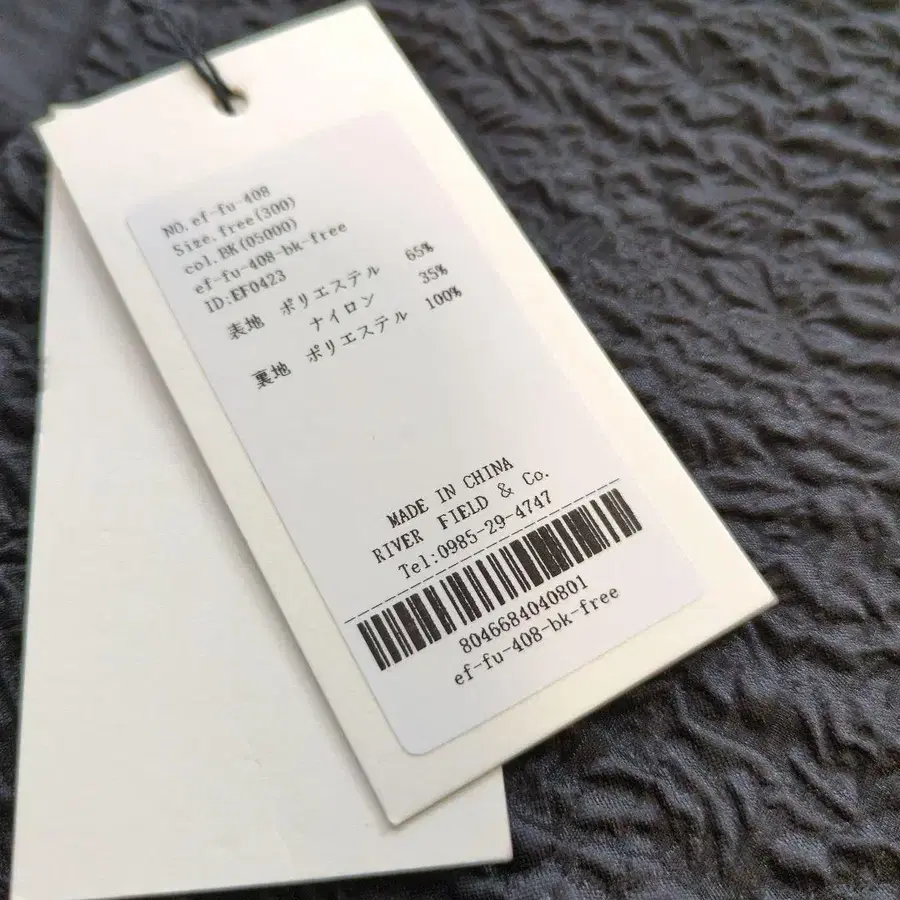 NO.ef-fu-408
Size.free(300)
col.BK(05000)
ef-fu-408-bk-free
ID:EF0423
表地 ポリエステル 65%
ナイロン 35%
裏地 ポリエステル 100%
MADE IN CHINA
RIVER FIELD & Co.
Tel:0985-29-4747
8046684040801
ef-fu-408-bk-free